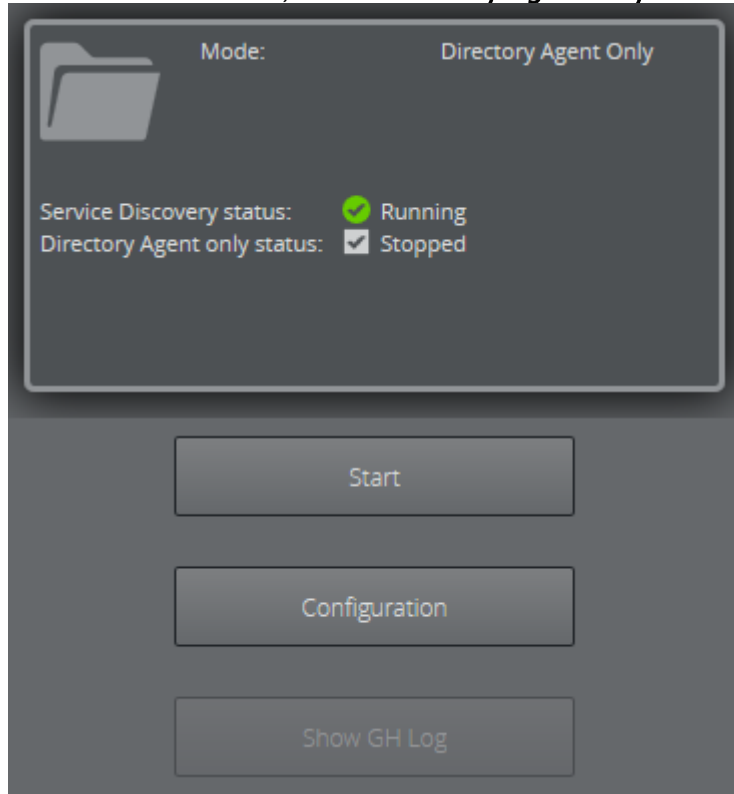 Mode: Directory Agent Only
Service Discovery status: Running
Directory Agent only status: Stopped
Start
Configuration
Show GH Log